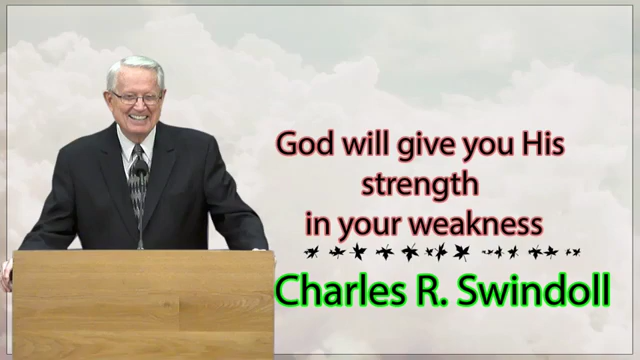 God will give you His
strength
in your weakness
Charles R. Swindoll